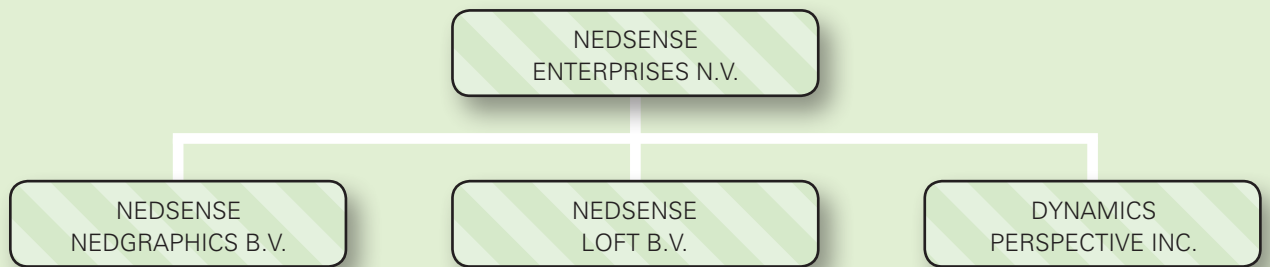 NEDSENSE
ENTERPRISES N.V.
NEDSENSE
NEDGRAPHICS B.V.
NEDSENSE
LOFT B.V.
DYNAMICS
PERSPECTIVE INC.